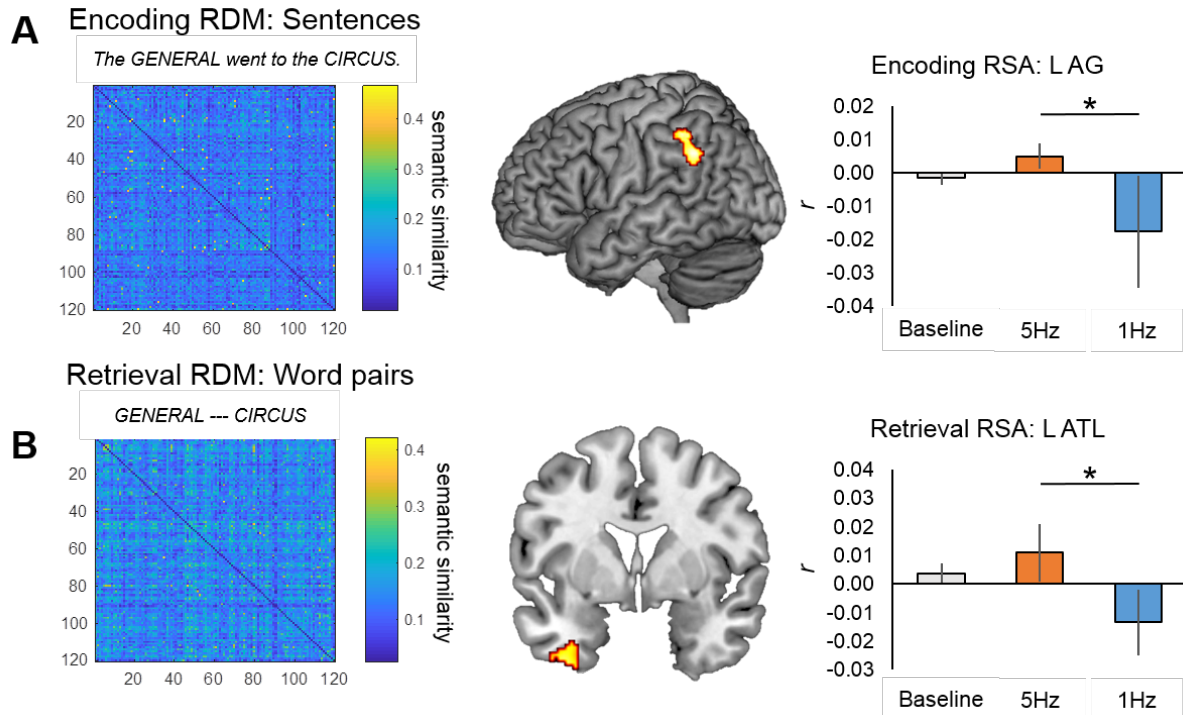 A
Encoding RDM: Sentences
The GENERAL went to the CIRCUS.
20
40
60
80
100
120
20 40 60 80 100 120
0.4
0.3
0.2
0.1
semantic similarity
Encoding RSA: L AG
*
0.02
0.01
0.00
-0.01
-0.02
-0.03
-0.04
r
Baseline 5Hz 1Hz
B
Retrieval RDM: Word pairs
GENERAL --- CIRCUS
20
40
60
80
100
120
20 40 60 80 100 120
0.4
0.3
0.2
0.1
semantic similarity
Retrieval RSA: L ATL
*
0.04
0.03
0.02
0.01
0.00
-0.01
-0.02
-0.03
r
Baseline 5Hz 1Hz